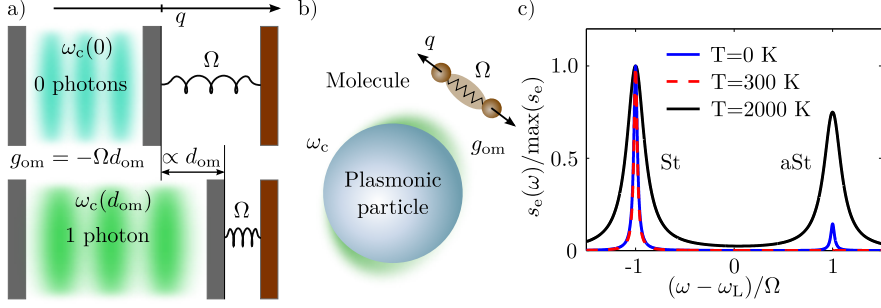 a)
q
ω_c(0)
0 photons
Ω
g_om = −Ωd_om
∝ d_om
ω_c(d_om)
1 photon
Ω
b)
Molecule
q
Ω
g_om
ω_c
Plasmonic
particle
c)
s_e(ω)/max(s_e)
1.0
0.5
0
T=0 K
T=300 K
T=2000 K
St
aSt
-1
0
1
(ω − ω_L)/Ω